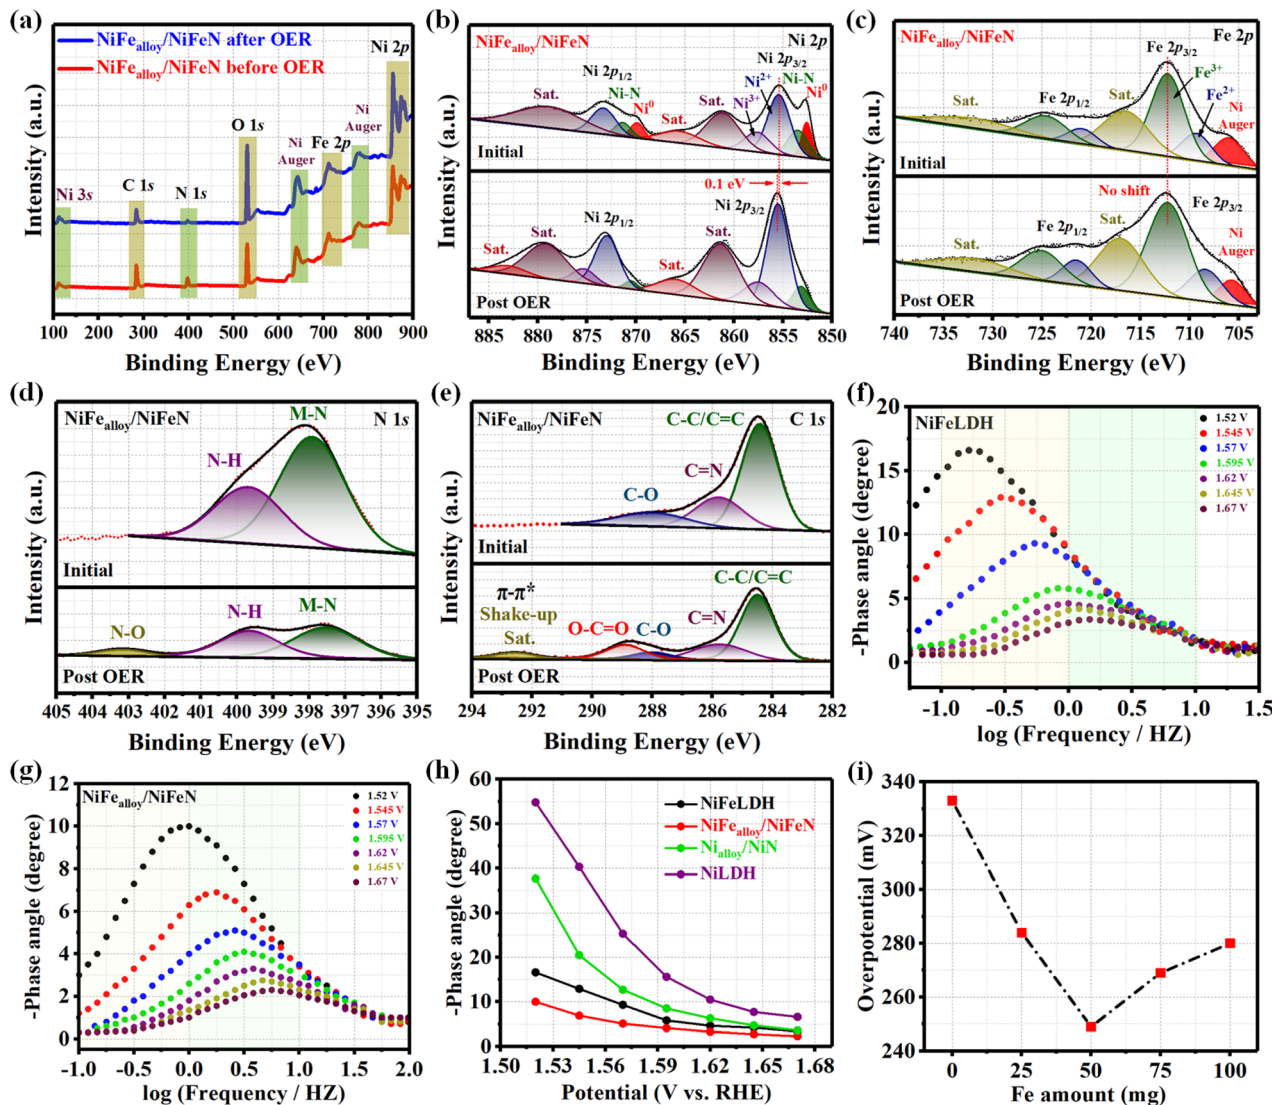 (a)
NiFealloy/NiFeN after OER
NiFealloy/NiFeN before OER
Ni 2p
O 1s
Ni
Auger
Fe 2p
Ni
Auger
Ni 3s
C 1s
N 1s
Intensity (a.u.)
100 200 300 400 500 600 700 800 900
Binding Energy (eV)
(b)
NiFealloy/NiFeN
Ni 2p
Ni 2p3/2
Ni 2p1/2
Ni-N
Ni0
Sat.
Sat.
Ni2+
Ni3+
Ni-N
Ni0
Sat.
Initial
0.1 eV
Ni 2p1/2
Ni 2p3/2
Sat.
Sat.
Sat.
Sat.
Post OER
Intensity (a.u.)
885 880 875 870 865 860 855 850
Binding Energy (eV)
(c)
NiFealloy/NiFeN
Fe 2p3/2
Fe 2p
Fe3+
Fe2+
Ni
Auger
Sat.
Fe 2p1/2
Sat.
Initial
No shift
Fe 2p3/2
Ni
Auger
Sat.
Fe 2p1/2
Sat.
Post OER
Intensity (a.u.)
740 735 730 725 720 715 710 705
Binding Energy (eV)
(d)
NiFealloy/NiFeN
M-N
N 1s
N-H
Initial
N-O
N-H
M-N
Post OER
Intensity (a.u.)
405 404 403 402 401 400 399 398 397 396 395
Binding Energy (eV)
(e)
NiFealloy/NiFeN
C-C/C=C
C 1s
C=N
C-O
Initial
π-π*
Shake-up
Sat.
O-C=O
C-O
C=N
C-C/C=C
Post OER
Intensity (a.u.)
294 292 290 288 286 284 282
Binding Energy (eV)
(f)
NiFeLDH
1.52 V
1.545 V
1.57 V
1.595 V
1.62 V
1.645 V
1.67 V
20
15
10
5
0
-Phase angle (degree)
-1.0 -0.5 0.0 0.5 1.0 1.5
log (Frequency / HZ)
(g)
NiFealloy/NiFeN
1.52 V
1.545 V
1.57 V
1.595 V
1.62 V
1.645 V
1.67 V
12
10
8
6
4
2
0
-Phase angle (degree)
-1.0 -0.5 0.0 0.5 1.0 1.5 2.0
log (Frequency / HZ)
(h)
NiFeLDH
NiFealloy/NiFeN
Nialloy/NiN
NiLDH
60
50
40
30
20
10
0
-Phase angle (degree)
1.50 1.53 1.56 1.59 1.62 1.65 1.68
Potential (V vs. RHE)
(i)
340
320
300
280
260
240
Overpotential (mV)
0 25 50 75 100
Fe amount (mg)